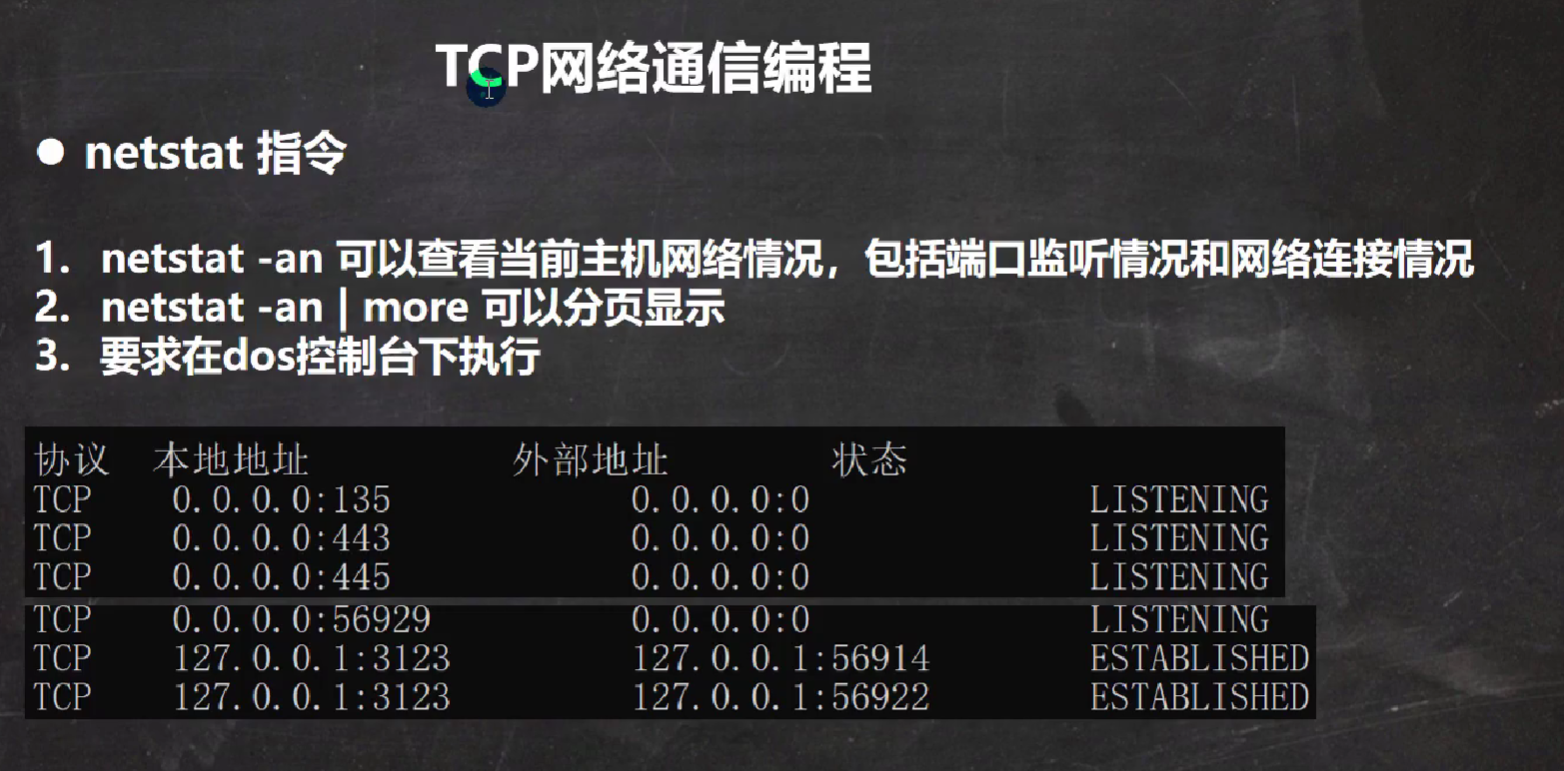 TCP网络通信编程
● netstat 指令
1. netstat -an 可以查看当前主机网络情况，包括端口监听情况和网络连接情况
2. netstat -an | more 可以分页显示
3. 要求在dos控制台下执行
协议 本地地址 外部地址 状态
TCP 0.0.0.0:135 0.0.0.0:0 LISTENING
TCP 0.0.0.0:443 0.0.0.0:0 LISTENING
TCP 0.0.0.0:445 0.0.0.0:0 LISTENING
TCP 0.0.0.0:56929 0.0.0.0:0 LISTENING
TCP 127.0.0.1:3123 127.0.0.1:56914 ESTABLISHED
TCP 127.0.0.1:3123 127.0.0.1:56922 ESTABLISHED